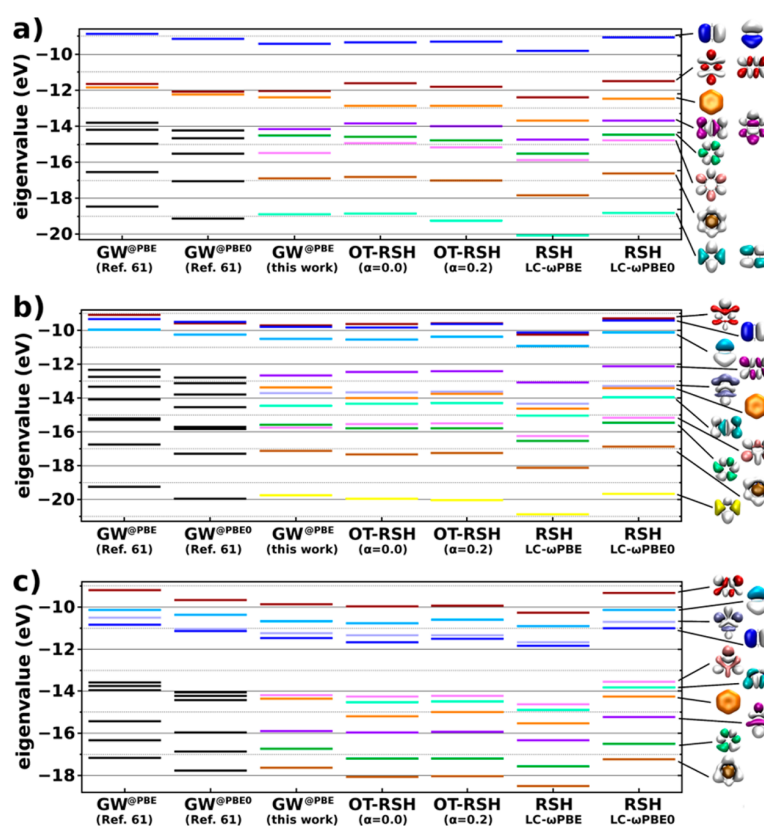 a)
eigenvalue (eV)
−10
−12
−14
−16
−18
−20
GW@PBE GW@PBE0 GW@PBE OT-RSH OT-RSH RSH RSH
(Ref. 61) (Ref. 61) (this work) (α=0.0) (α=0.2) LC-ωPBE LC-ωPBE0
b)
eigenvalue (eV)
−10
−12
−14
−16
−18
−20
GW@PBE GW@PBE0 GW@PBE OT-RSH OT-RSH RSH RSH
(Ref. 61) (Ref. 61) (this work) (α=0.0) (α=0.2) LC-ωPBE LC-ωPBE0
c)
eigenvalue (eV)
−10
−12
−14
−16
−18
GW@PBE GW@PBE0 GW@PBE OT-RSH OT-RSH RSH RSH
(Ref. 61) (Ref. 61) (this work) (α=0.0) (α=0.2) LC-ωPBE LC-ωPBE0